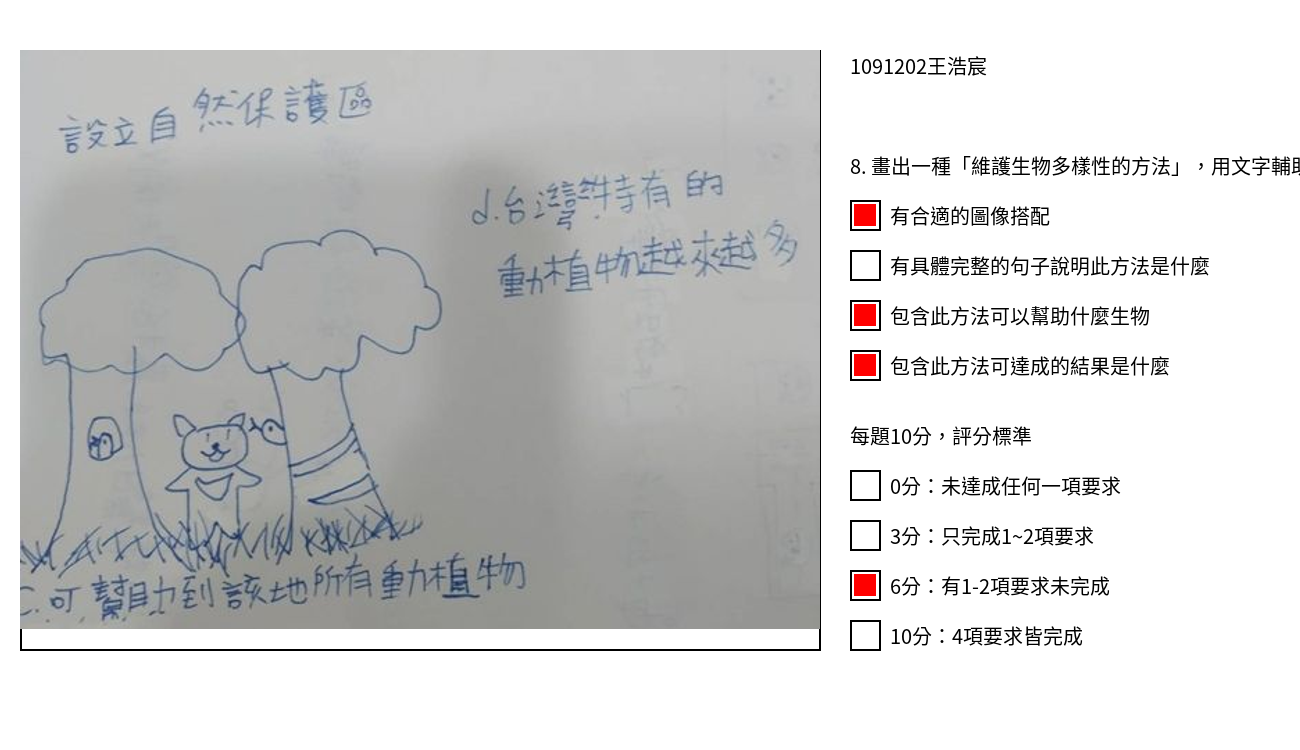 設立自然保護區
d.台灣特有的
動植物越來越多
C.可幫助到該地所有動植物
1091202王浩宸
8. 畫出一種「維護生物多樣性的方法」，用文字輔
有合適的圖像搭配
有具體完整的句子說明此方法是什麼
包含此方法可以幫助什麼生物
包含此方法可達成的結果是什麼
每題10分，評分標準
0分：未達成任何一項要求
3分：只完成1~2項要求
6分：有1-2項要求未完成
10分：4項要求皆完成